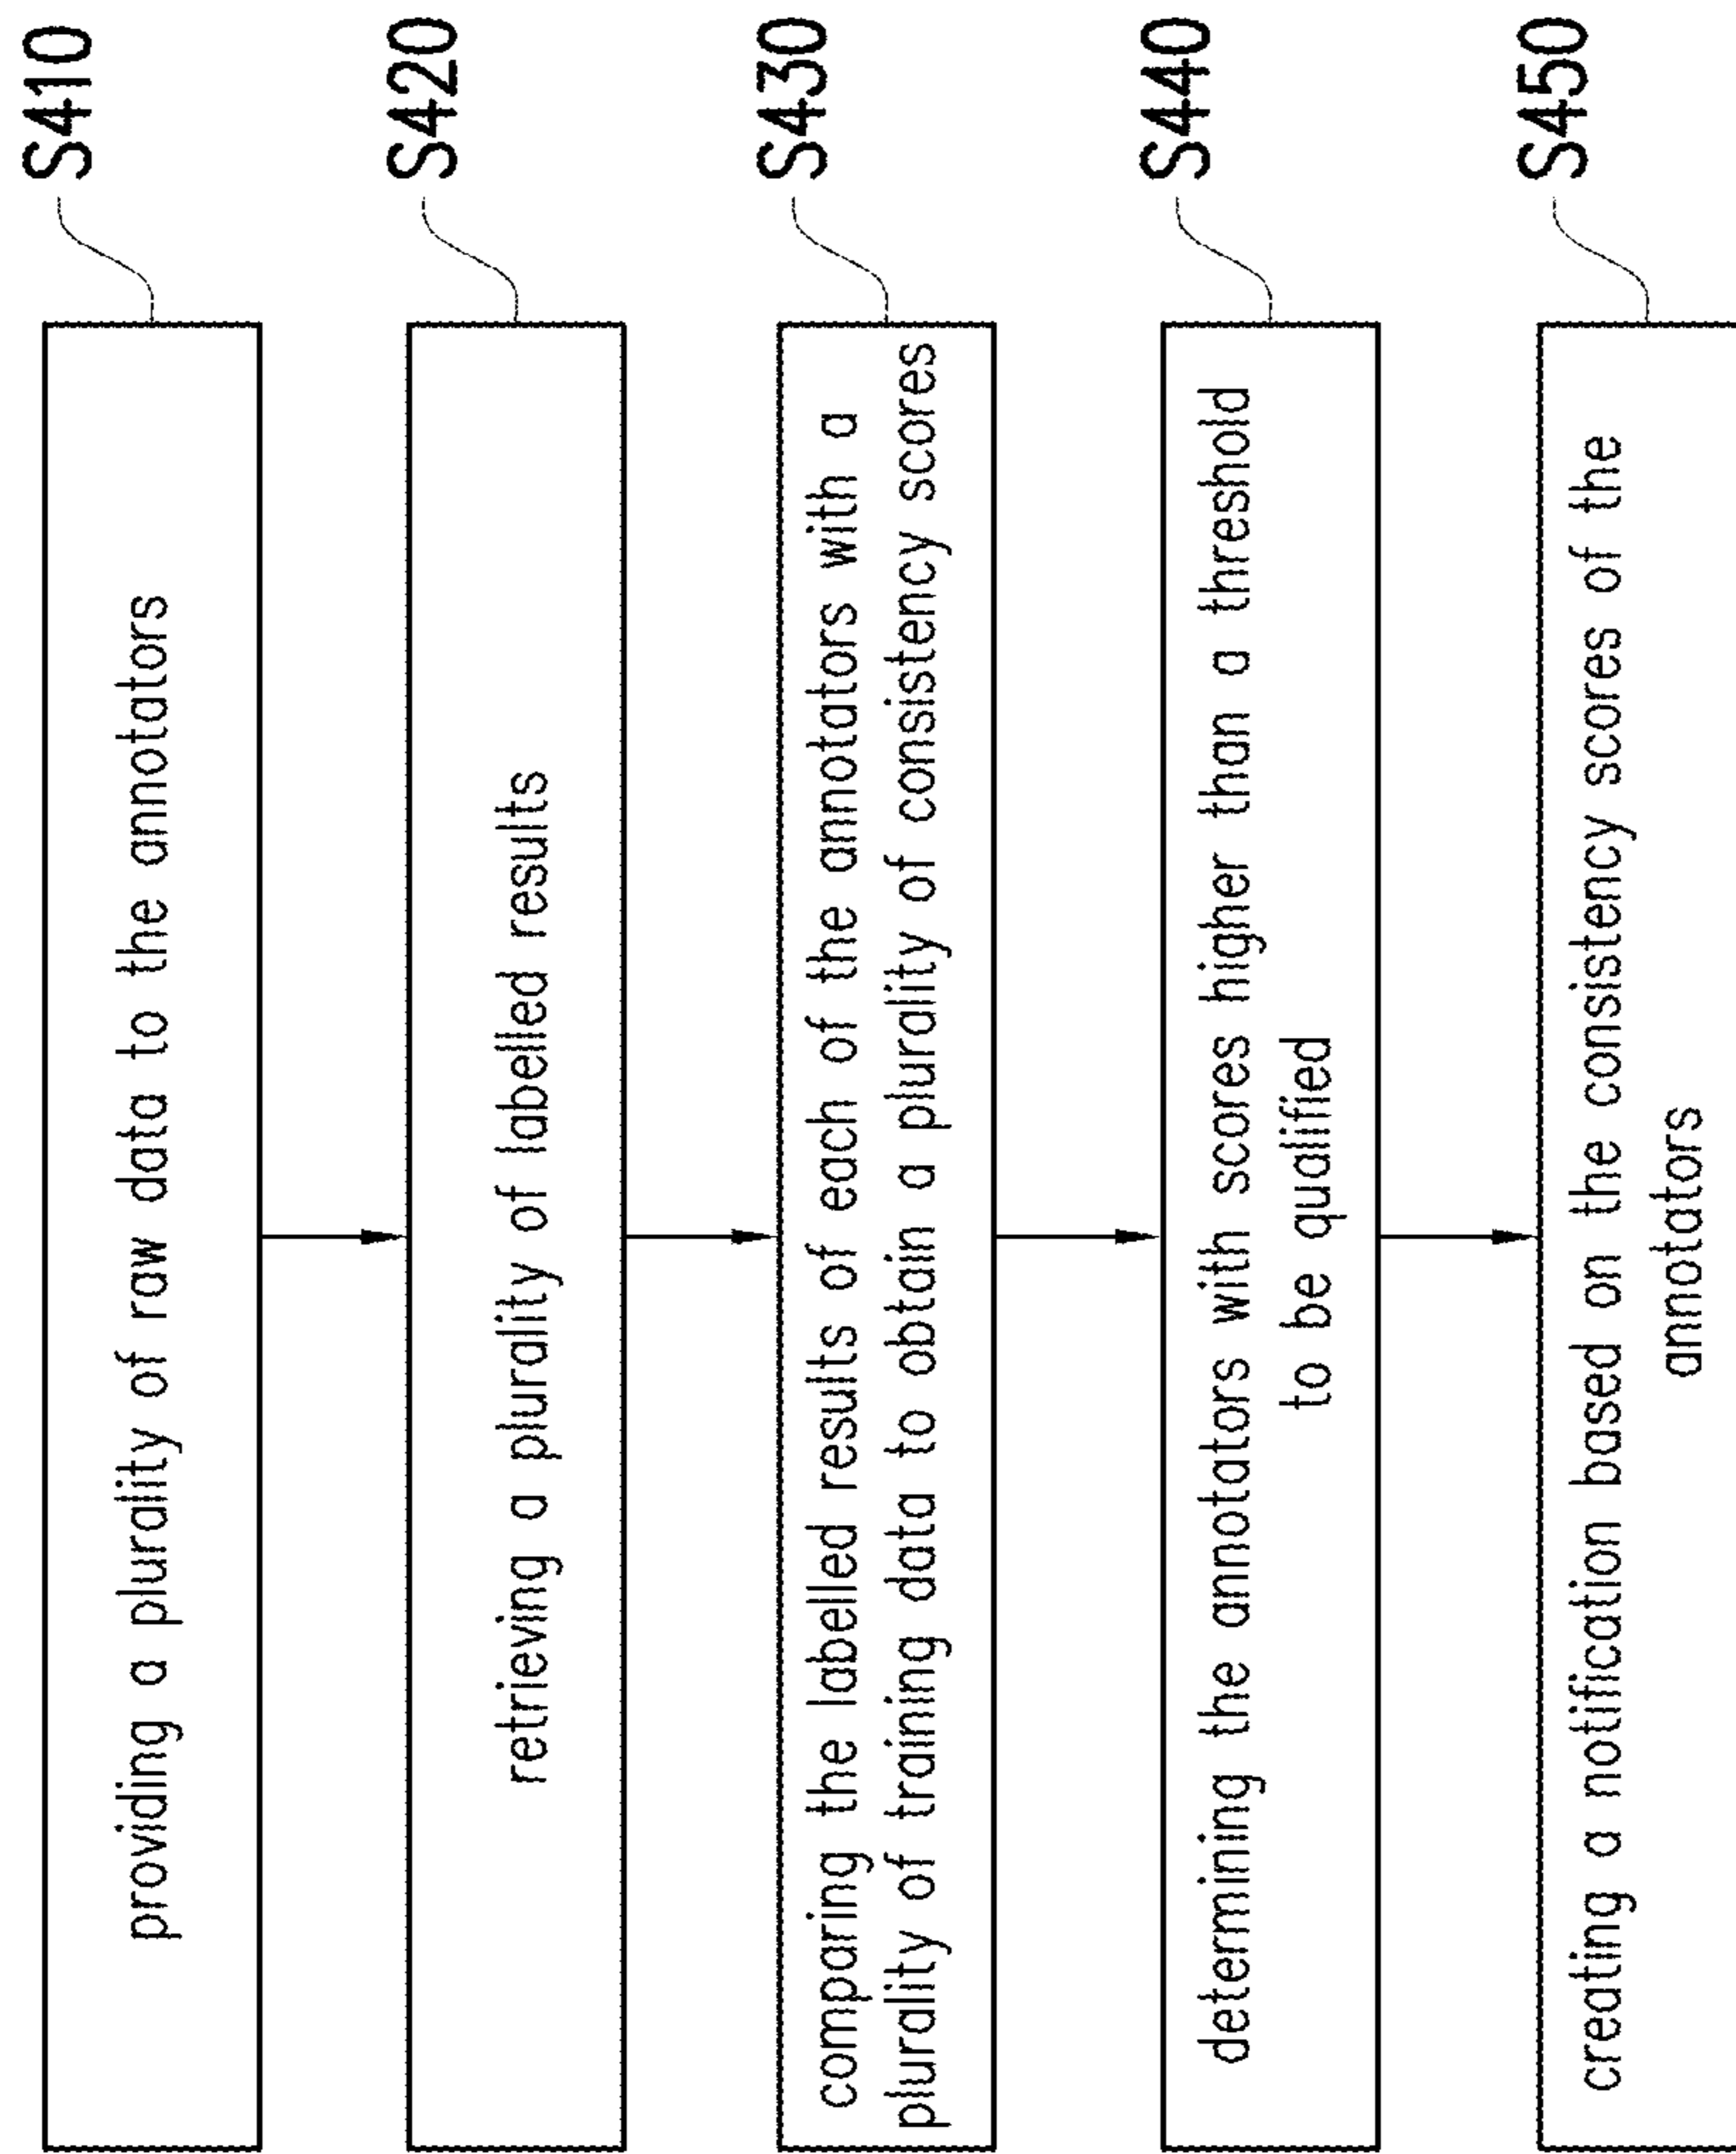 providing a plurality of raw data to the annotators
S410
retrieving a plurality of labelled results
S420
comparing the labelled results of each of the annotators with a
plurality of training data to obtain a plurality of consistency scores
S430
determining the annotators with scores higher than a threshold
to be qualified
S440
creating a notification based on the consistency scores of the
annotators
S450